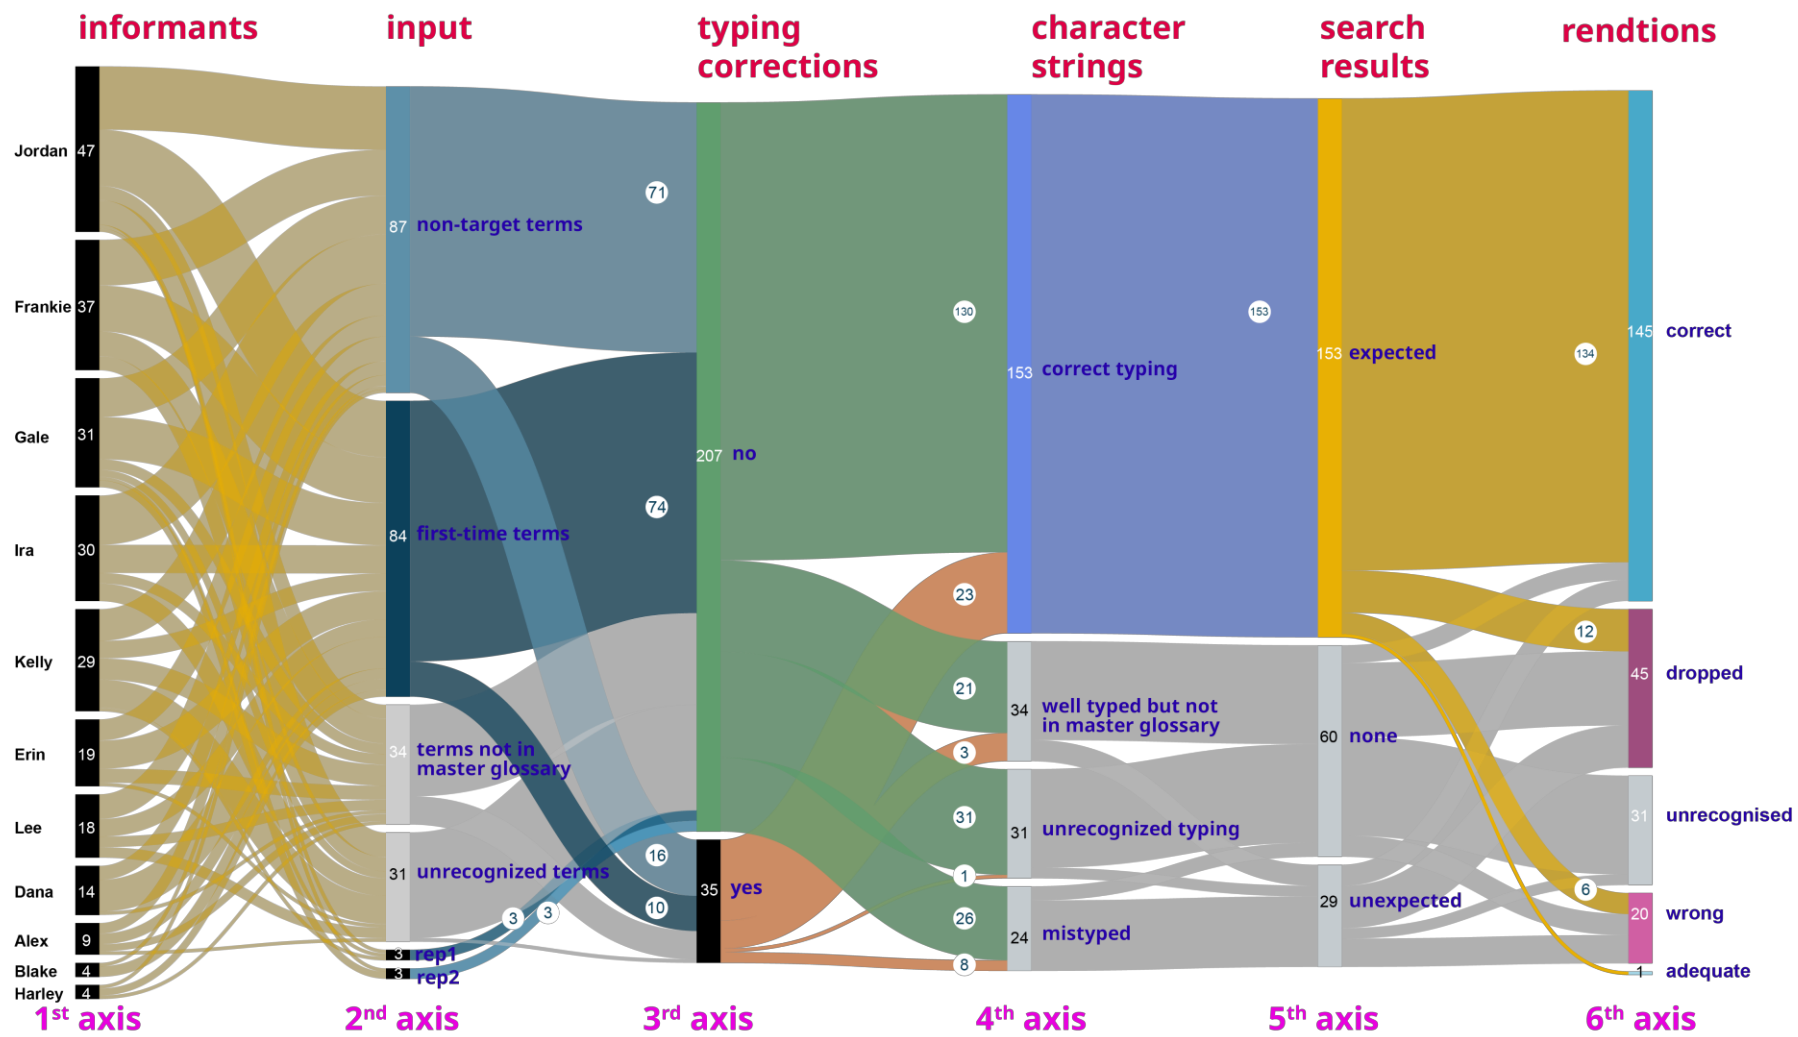 informants
input
typing
corrections
character
strings
search
results
rendtions
Jordan 47
Frankie 37
Gale 31
Ira 30
Kelly 29
Erin 19
Lee 18
Dana 14
Alex 9
Blake 4
Harley 4
87 non-target terms
84 first-time terms
34 terms not in
master glossary
31 unrecognized terms
3 rep1
3 rep2
71
74
16
10
3
3
207 no
35 yes
130
23
21
3
31
1
26
8
153 correct typing
34 well typed but not
in master glossary
31 unrecognized typing
24 mistyped
153
153 expected
60 none
29 unexpected
134
12
6
145 correct
45 dropped
31 unrecognised
20 wrong
1 adequate
1st axis
2nd axis
3rd axis
4th axis
5th axis
6th axis